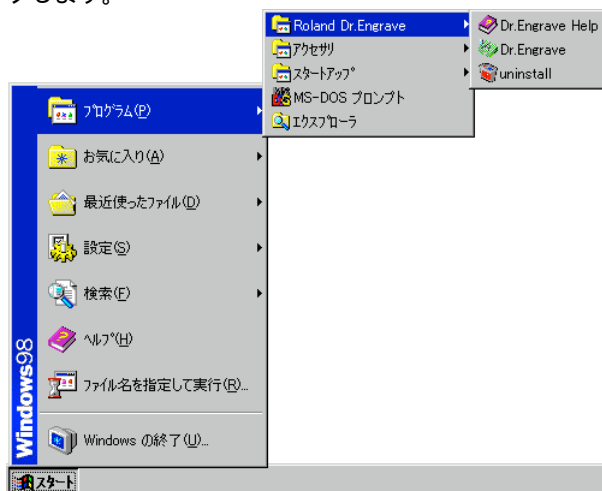 クします。
Roland Dr.Engrave
アクセサリ
スタートアップ
MS-DOS プロンプト
エクスプローラ
Dr.Engrave Help
Dr.Engrave
uninstall
プログラム(P)
お気に入り(A)
最近使ったファイル(D)
設定(S)
検索(F)
ヘルプ(H)
ファイル名を指定して実行(R)...
Windows の終了(U)...
Windows98
スタート